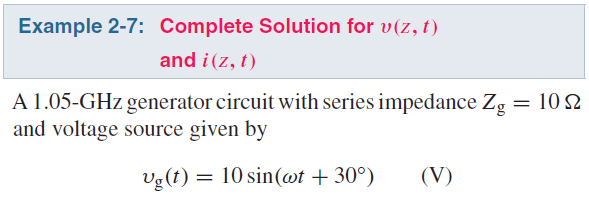 Example 2-7: Complete Solution for v(z, t)
and i(z, t)
A 1.05-GHz generator circuit with series impedance Zg = 10 Ω
and voltage source given by
vg(t) = 10 sin(ωt + 30°) (V)